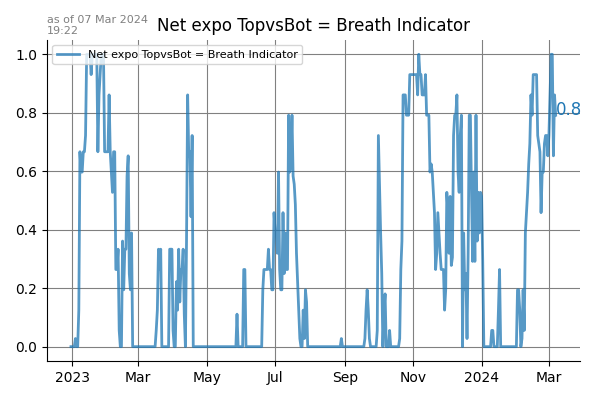 as of 07 Mar 2024
19:22
Net expo TopvsBot = Breath Indicator
Net expo TopvsBot = Breath Indicator
1.0
0.8
0.8
0.6
0.4
0.2
0.0
2023 Mar May Jul Sep Nov 2024 Mar